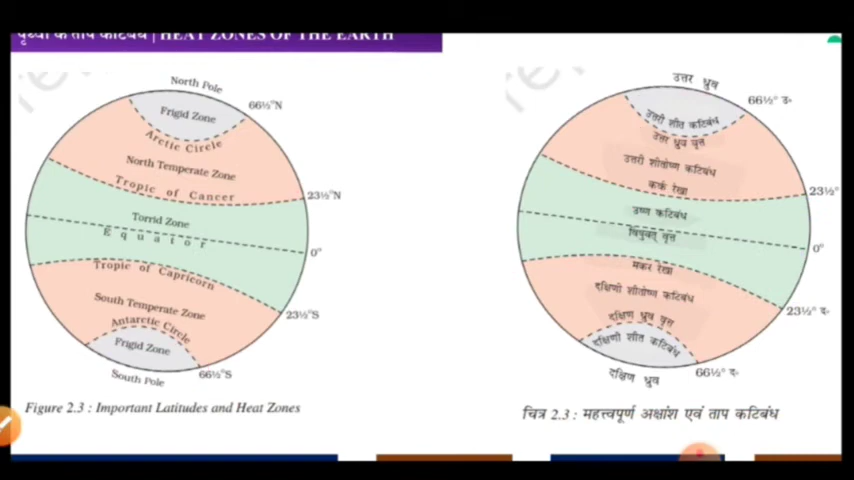 पृथ्वी के ताप कटिबंध | HEAT ZONES OF THE EARTH
North Pole
66½°N
Frigid Zone
Arctic Circle
North Temperate Zone
Tropic of Cancer
23½°N
Torrid Zone
Equator
0°
Tropic of Capricorn
South Temperate Zone
23½°S
Antarctic Circle
Frigid Zone
66½°S
South Pole
Figure 2.3 : Important Latitudes and Heat Zones
उत्तर ध्रुव
66½° उ॰
उत्तरी शीत कटिबंध
उत्तर ध्रुव वृत्त
उत्तरी शीतोष्ण कटिबंध
कर्क रेखा
23½°
उष्ण कटिबंध
विषुवत् वृत्त
0°
मकर रेखा
दक्षिणी शीतोष्ण कटिबंध
23½° द॰
दक्षिण ध्रुव वृत्त
दक्षिणी शीत कटिबंध
66½° द॰
दक्षिण ध्रुव
चित्र 2.3 : महत्त्वपूर्ण अक्षांश एवं ताप कटिबंध